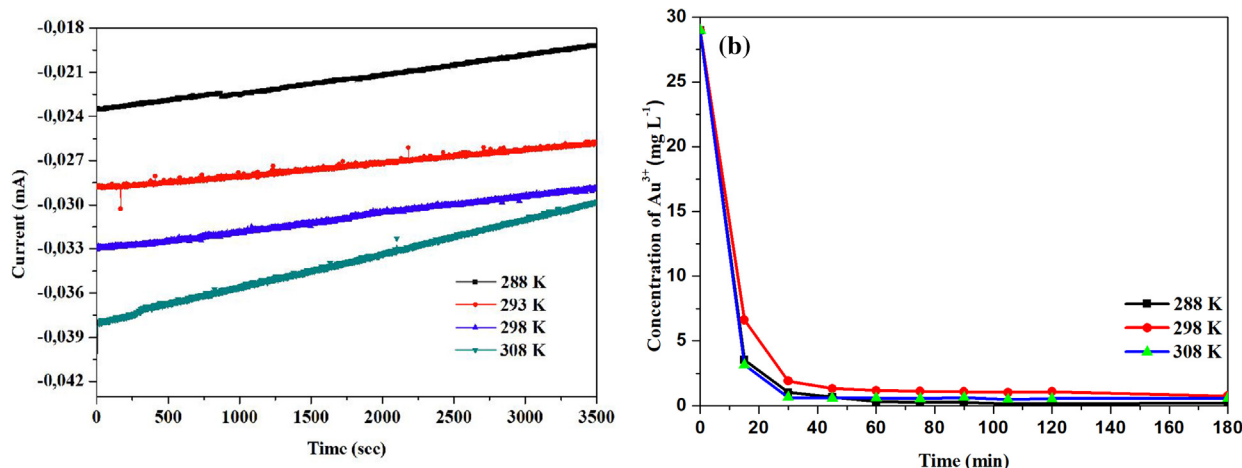 -0,018
-0,021
-0,024
-0,027
-0,030
-0,033
-0,036
-0,039
-0,042
Current (mA)
288 K
293 K
298 K
308 K
0 500 1000 1500 2000 2500 3000 3500
Time (sec)
(b)
30
25
20
15
10
5
0
Concentration of Au³⁺ (mg L⁻¹)
288 K
298 K
308 K
0 20 40 60 80 100 120 140 160 180
Time (min)